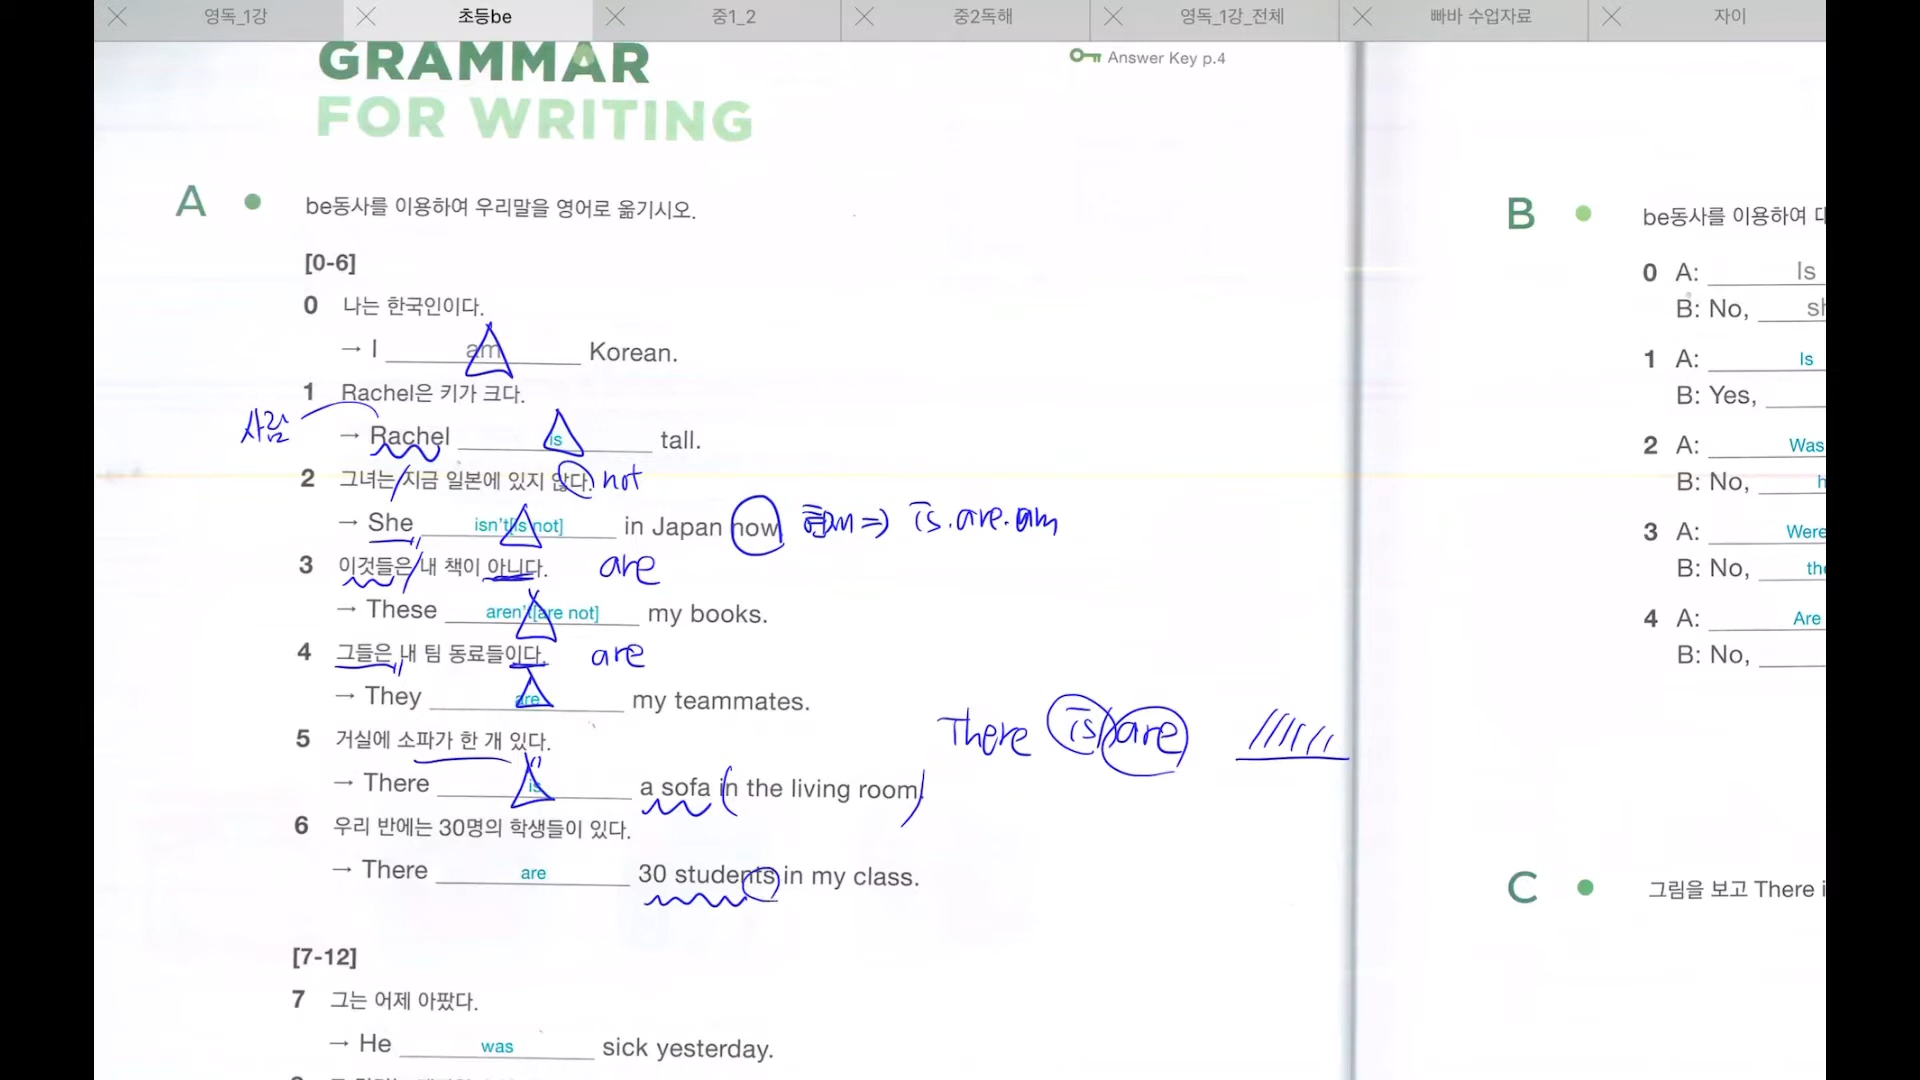 영독_1강
초등be
중1_2
중2독해
영독_1강_전체
빠바 수업자료
자이
GRAMMAR
FOR WRITING
Answer Key p.4
A be동사를 이용하여 우리말을 영어로 옮기시오.
[0-6]
0 나는 한국인이다.
→ I am Korean.
1 Rachel은 키가 크다.
사람
→ Rachel is tall.
2 그녀는 지금 일본에 있지 않다. not
→ She isn't[is not] in Japan now ⇒ is. are. am
3 이것들은 내 책이 아니다. are
→ These aren't[are not] my books.
4 그들은 내 팀 동료들이다. are
→ They are my teammates.
There is/are
5 거실에 소파가 한 개 있다.
→ There is a sofa in the living room.
6 우리 반에는 30명의 학생들이 있다.
→ There are 30 students in my class.
[7-12]
7 그는 어제 아팠다.
→ He was sick yesterday.
B be동사를 이용하여
0 A: Is
B: No, sh
1 A: Is
B: Yes,
2 A: Was
B: No, h
3 A: Were
B: No, the
4 A: Are
B: No,
C 그림을 보고 There i